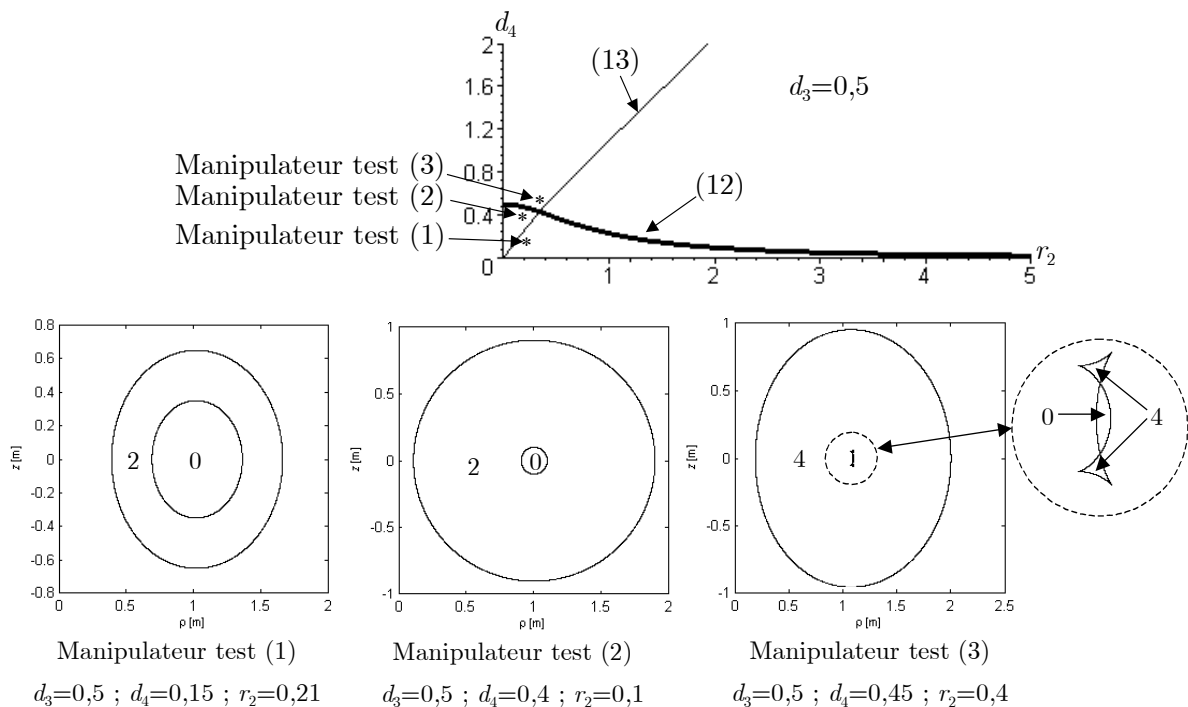 d₄
2
1.6
1.2
0.8
0.4
0
(13)
d₃=0,5
(12)
Manipulateur test (3)
Manipulateur test (2)
Manipulateur test (1)
1 2 3 4 5
r₂
0.8
0.6
0.4
0.2
0
-0.2
-0.4
-0.6
-0.8
z [m]
2 0
0 0.5 1 1.5 2
ρ [m]
1
0.5
0
-0.5
-1
z [m]
2 0
0 0.5 1 1.5 2
ρ [m]
1
0.5
0
-0.5
-1
z [m]
4
0 0.5 1 1.5 2 2.5
ρ [m]
0 4
Manipulateur test (1)
d₃=0,5 ; d₄=0,15 ; r₂=0,21
Manipulateur test (2)
d₃=0,5 ; d₄=0,4 ; r₂=0,1
Manipulateur test (3)
d₃=0,5 ; d₄=0,45 ; r₂=0,4